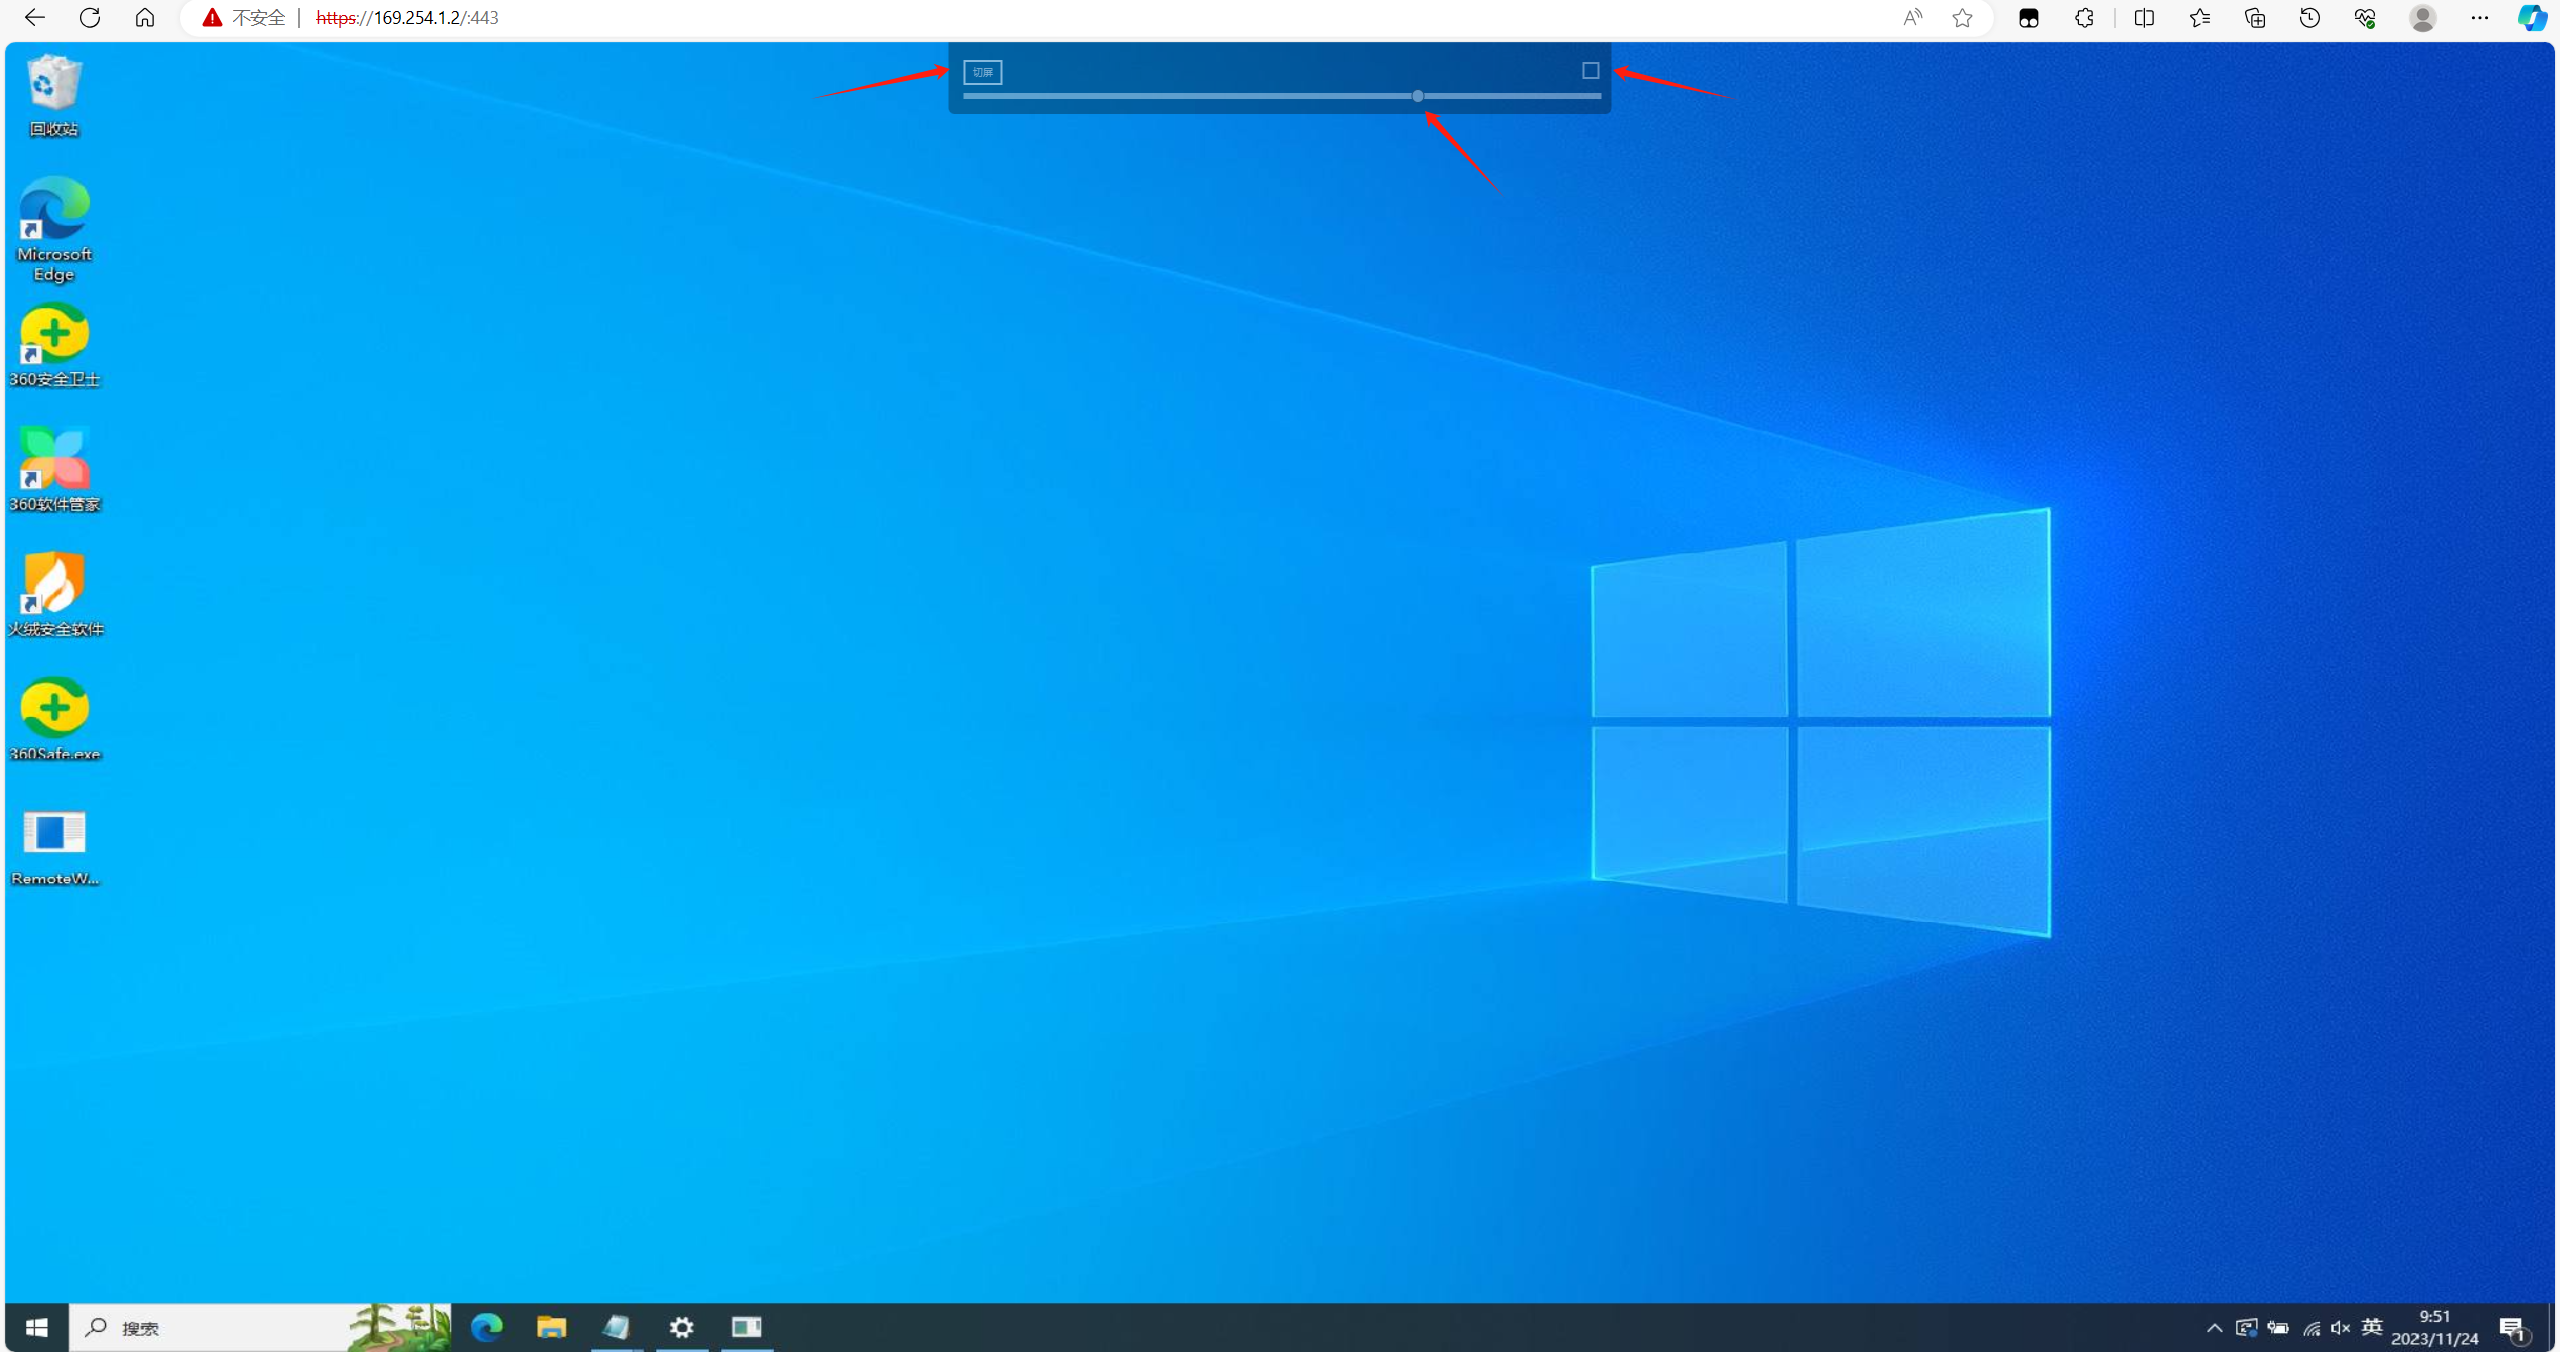 不安全 https://169.254.1.2/:443
切屏
回收站
Microsoft
Edge
360安全卫士
360软件管家
火绒安全软件
360Safe.exe
RemoteW...
搜索
英
9:51
2023/11/24
1